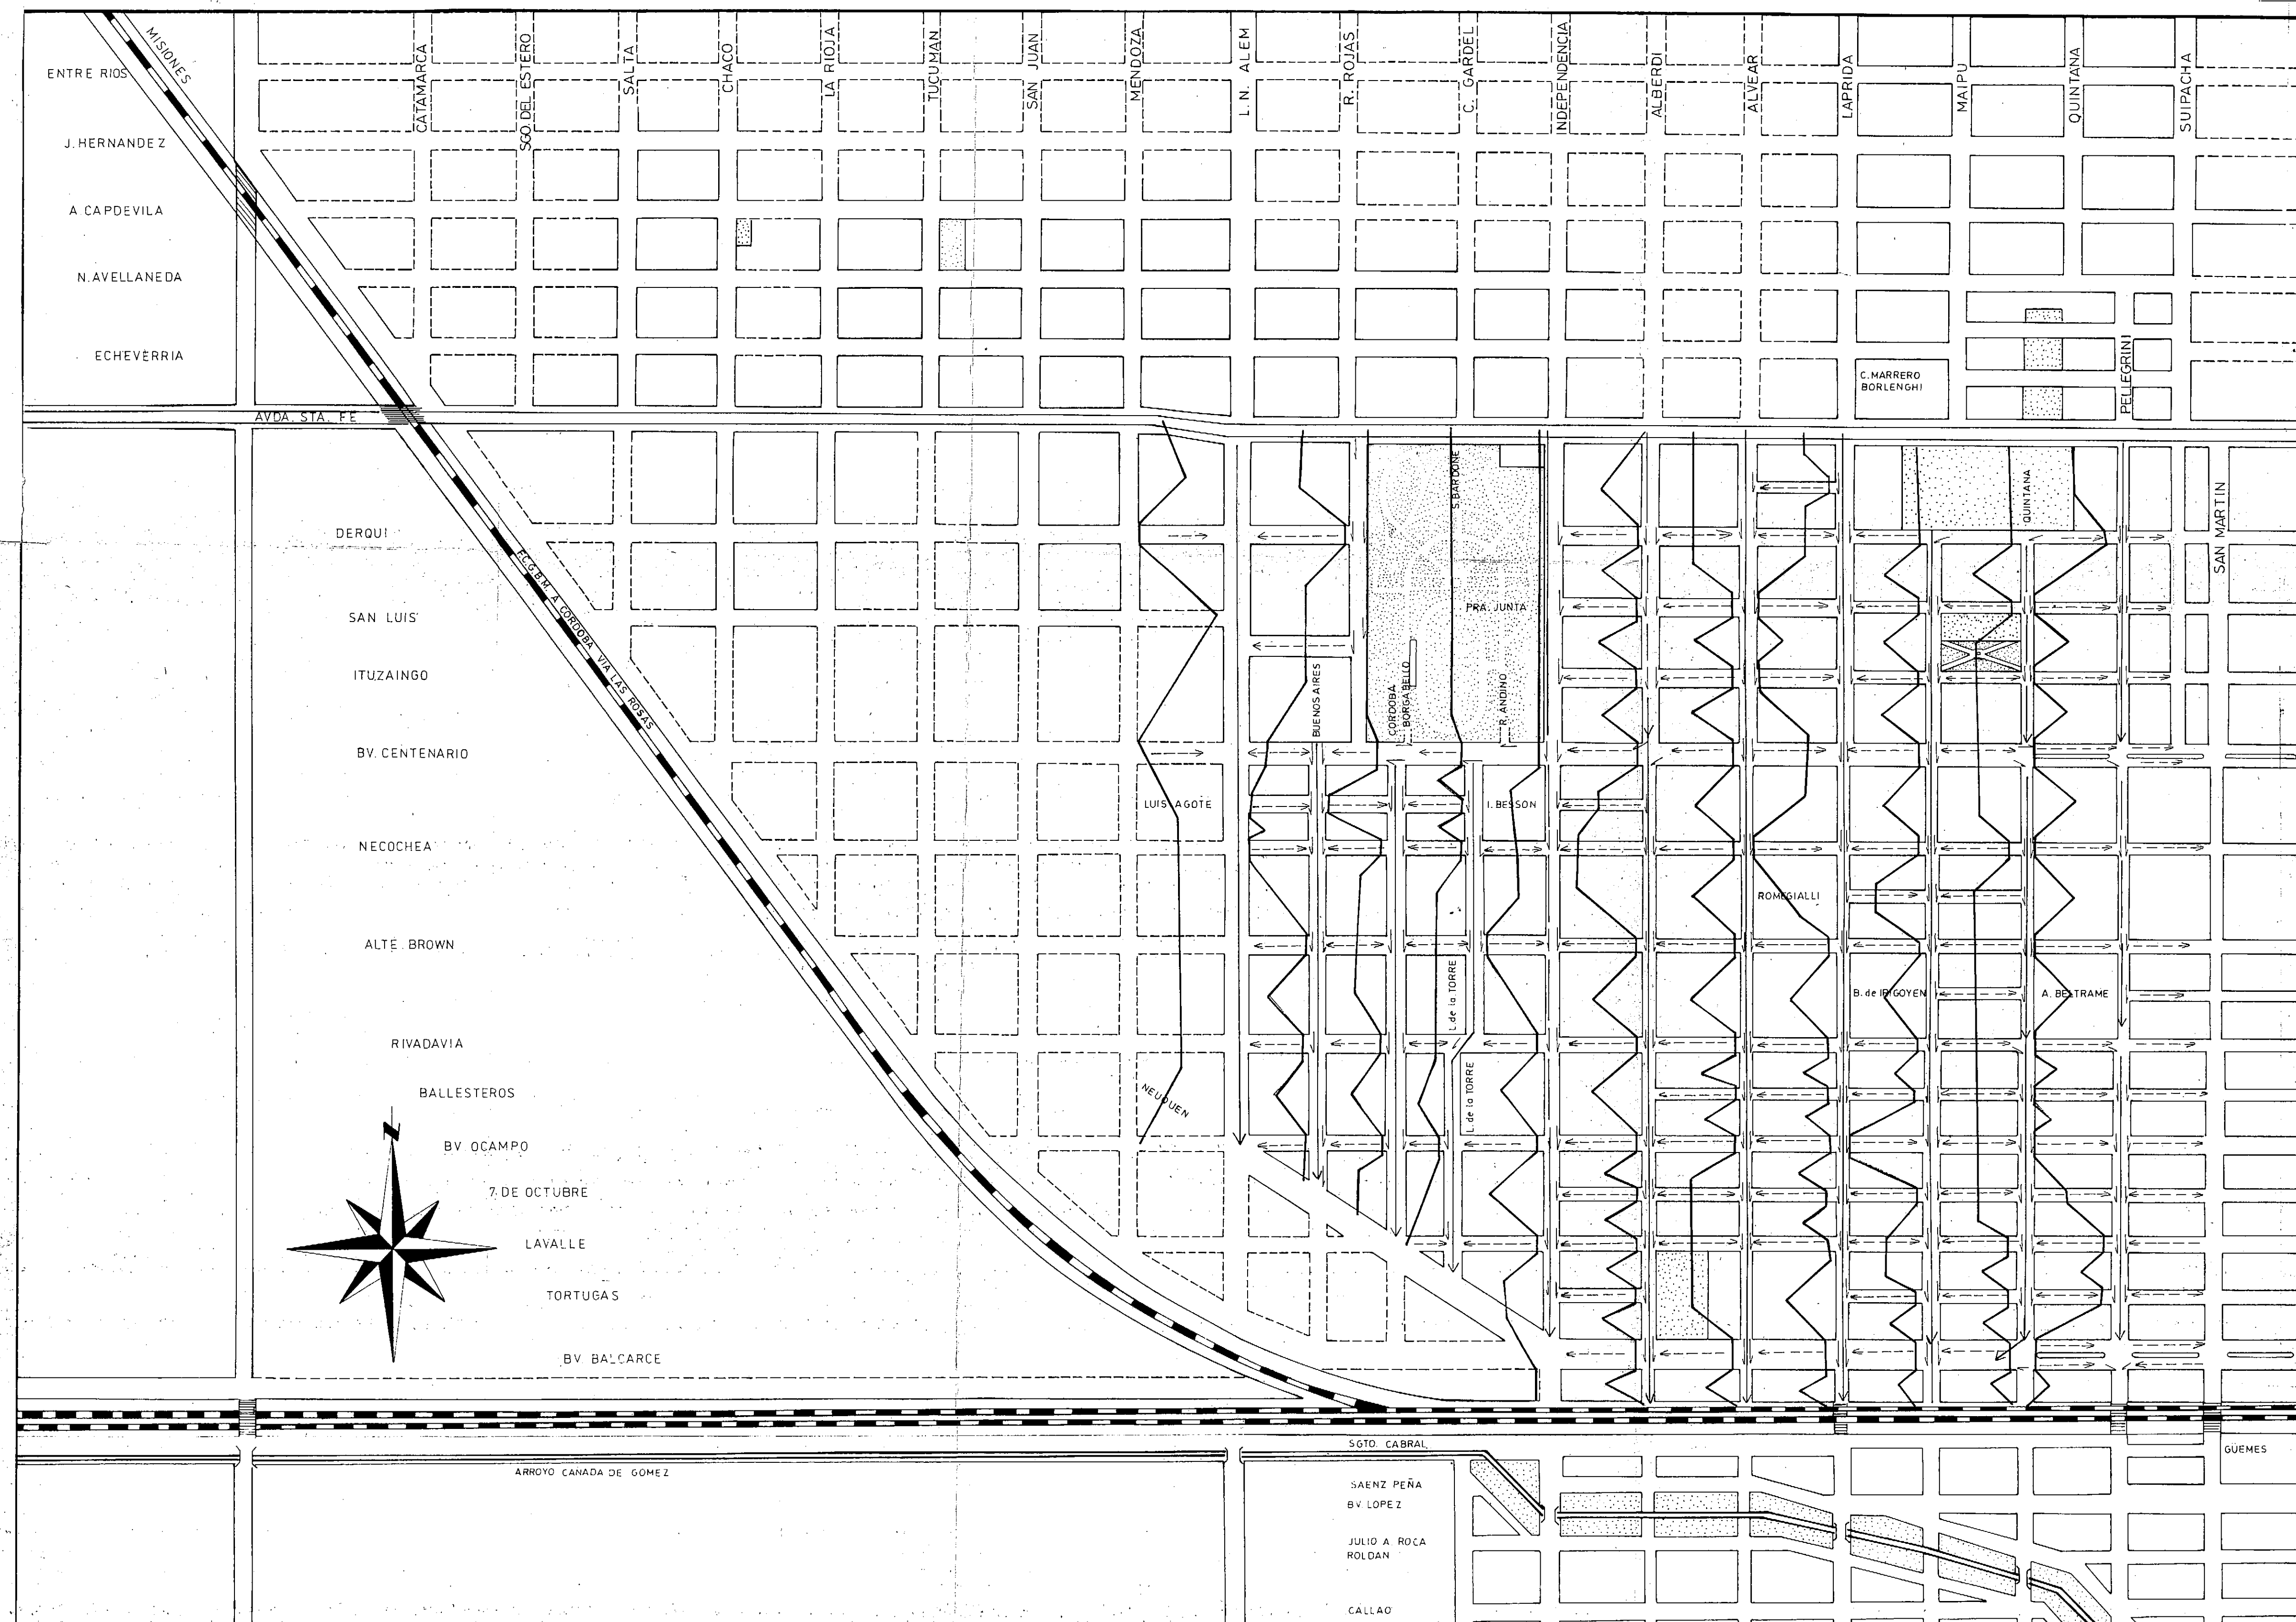 MISIONES
ENTRE RIOS
J. HERNANDEZ
A. CAPDEVILA
N. AVELLANEDA
ECHEVERRIA
CATAMARCA
SGO. DEL ESTERO
SALTA
CHACO
LA RIOJA
TUCUMAN
SAN JUAN
MENDOZA
L.N. ALEM
R. ROJAS
C. GARDEL
INDEPENDENCIA
ALBERDI
ALVEAR
LAPRIDA
MAIPU
QUINTANA
SUIPACHA
C. MARRERO
BORLENGHI
PELLEGRINI
AVDA. STA. FE
DERQUI
SAN LUIS
ITUZAINGO
BV. CENTENARIO
NECOCHEA
ALTE. BROWN
RIVADAVIA
BALLESTEROS
BV OCAMPO
7 DE OCTUBRE
LAVALLE
TORTUGAS
BV. BALCARCE
N
F.C.G.B.M. A CORDOBA VIA LAS ROSAS
S. BARDONE
PRA. JUNTA
BUENOS AIRES
CORDOBA
BORGABELLO
R. ANDINO
QUINTANA
SAN MARTIN
LUIS AGOTE
I. BESSON
ROMEGIALLI
L. de la TORRE
B. de IRIGOYEN
A. BELTRAME
L. de la TORRE
NEUQUEN
SGTO. CABRAL
GÜEMES
ARROYO CAÑADA DE GOMEZ
SAENZ PEÑA
BV LOPEZ
JULIO A ROCA
ROLDAN
CALLAO